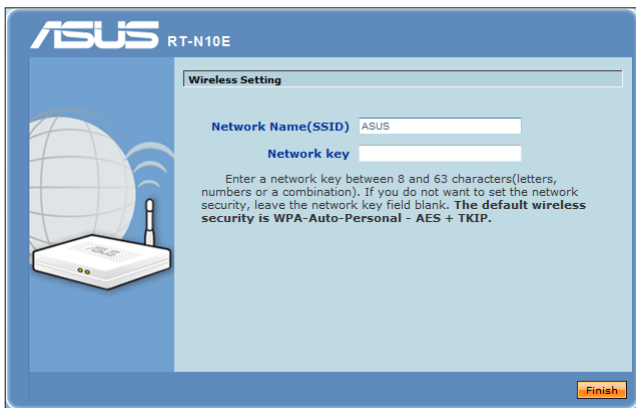 ASUS RT-N10E
Wireless Setting
Network Name(SSID) ASUS
Network key
Enter a network key between 8 and 63 characters(letters,
numbers or a combination). If you do not want to set the network
security, leave the network key field blank. The default wireless
security is WPA-Auto-Personal - AES + TKIP.
ASUS
Finish